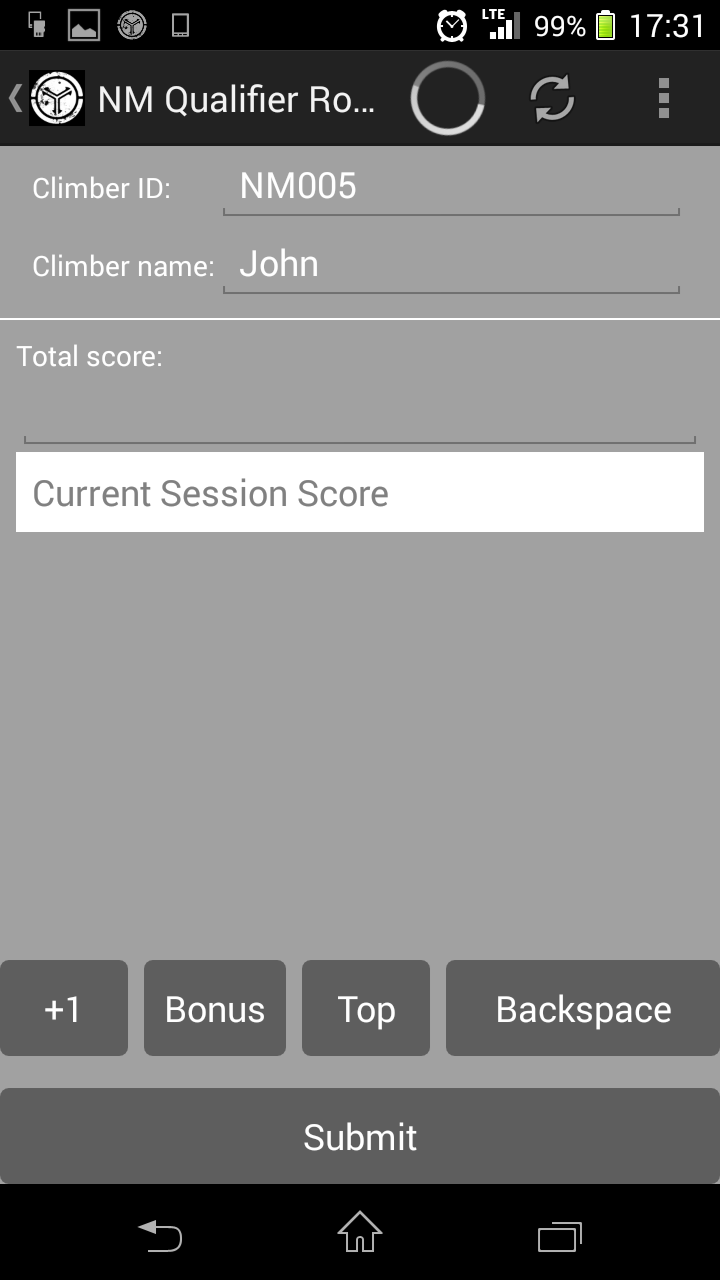 LTE 99% 17:31
NM Qualifier Ro...
Climber ID: NM005
Climber name: John
Total score:
Current Session Score
+1 Bonus Top Backspace
Submit